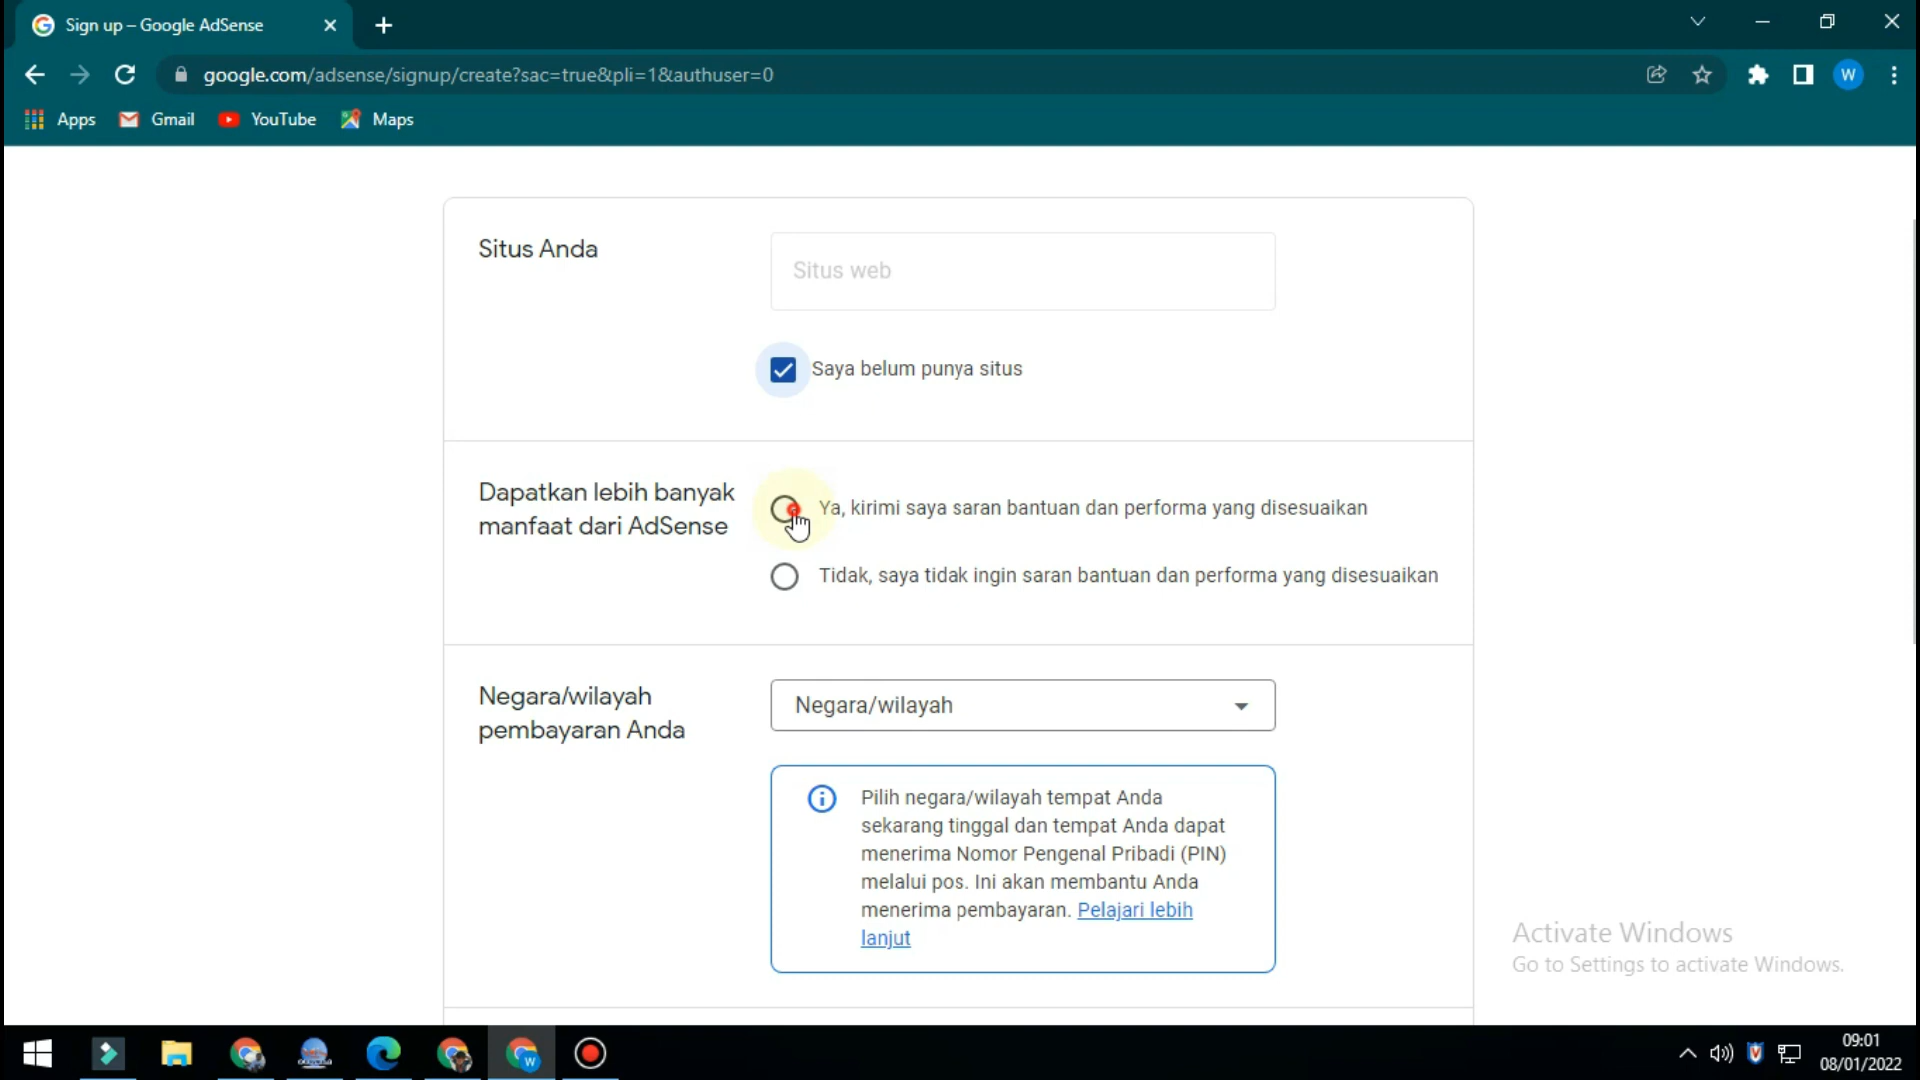 Sign up – Google AdSense
google.com/adsense/signup/create?sac=true&pli=1&authuser=0
W
Apps
Gmail
YouTube
Maps
Situs Anda
Situs web
Saya belum punya situs
Dapatkan lebih banyak
manfaat dari AdSense
Ya, kirimi saya saran bantuan dan performa yang disesuaikan
Tidak, saya tidak ingin saran bantuan dan performa yang disesuaikan
Negara/wilayah
pembayaran Anda
Negara/wilayah
Pilih negara/wilayah tempat Anda
sekarang tinggal dan tempat Anda dapat
menerima Nomor Pengenal Pribadi (PIN)
melalui pos. Ini akan membantu Anda
menerima pembayaran. Pelajari lebih
lanjut
Activate Windows
Go to Settings to activate Windows.
W
09:01
08/01/2022